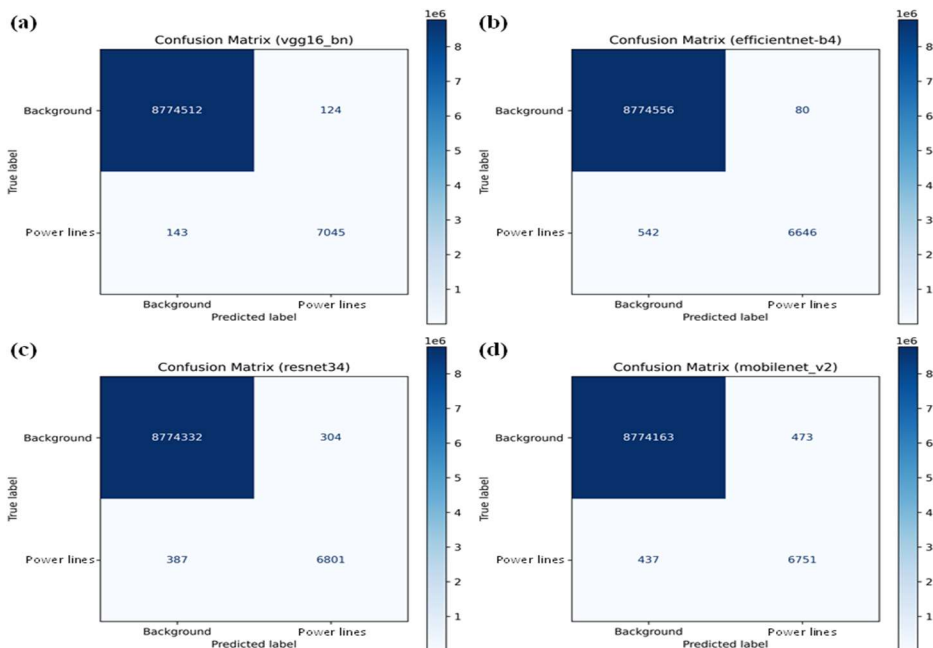 (a)
Confusion Matrix (vgg16_bn)
1e6
Background
8774512
124
Power lines
143
7045
True label
Background
Power lines
Predicted label
8
7
6
5
4
3
2
1
(b)
Confusion Matrix (efficientnet-b4)
1e6
Background
8774556
80
Power lines
542
6646
True label
Background
Power lines
Predicted label
8
7
6
5
4
3
2
1
(c)
Confusion Matrix (resnet34)
1e6
Background
8774332
304
Power lines
387
6801
True label
Background
Power lines
Predicted label
8
7
6
5
4
3
2
1
(d)
Confusion Matrix (mobilenet_v2)
1e6
Background
8774163
473
Power lines
437
6751
True label
Background
Power lines
Predicted label
8
7
6
5
4
3
2
1